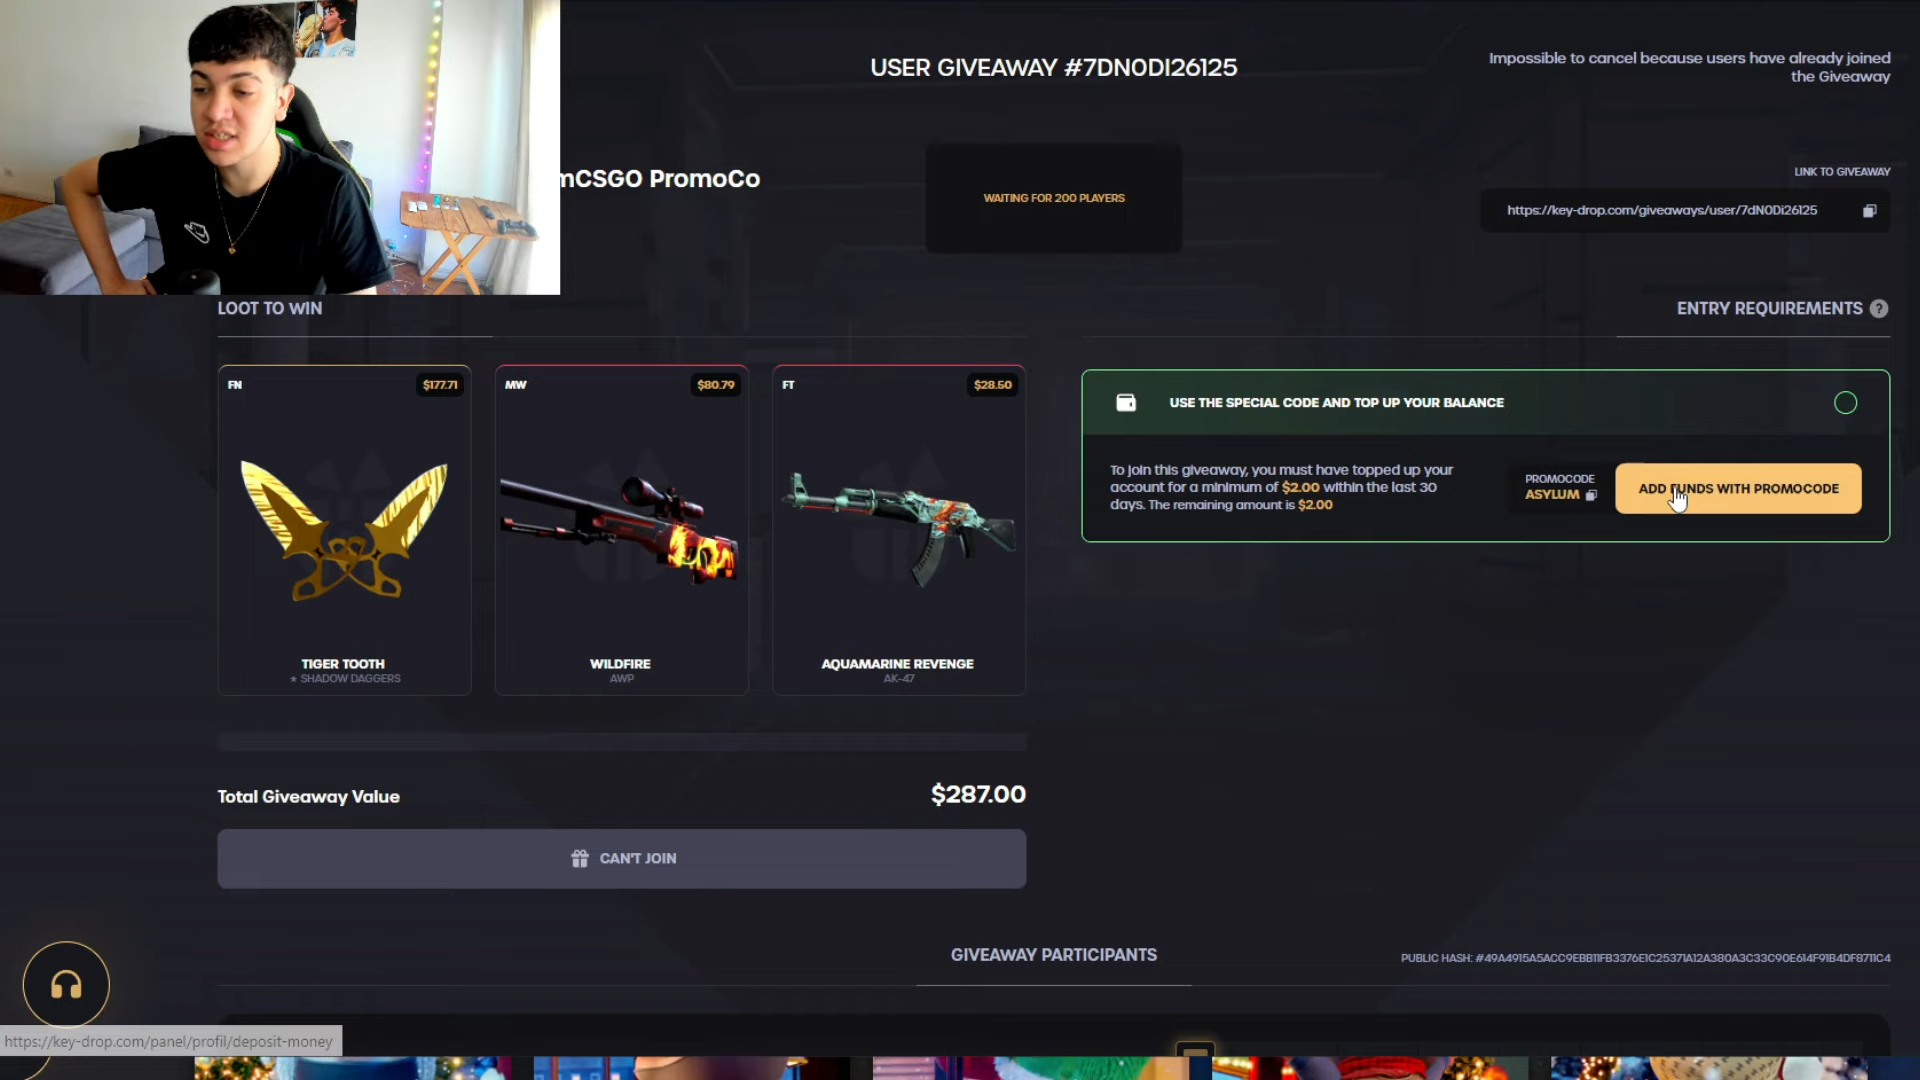 USER GIVEAWAY #7DN0DI26125
Impossible to cancel because users have already joined
the Giveaway
mCSGO PromoCo
WAITING FOR 200 PLAYERS
LINK TO GIVEAWAY
https://key-drop.com/giveaways/user/7dN0Di26125
LOOT TO WIN
ENTRY REQUIREMENTS ?
FN $177.71
MW $80.79
FT $28.50
USE THE SPECIAL CODE AND TOP UP YOUR BALANCE
To join this giveaway, you must have topped up your
account for a minimum of $2.00 within the last 30
days. The remaining amount is $2.00
PROMOCODE
ASYLUM
ADD FUNDS WITH PROMOCODE
TIGER TOOTH
★ SHADOW DAGGERS
WILDFIRE
AWP
AQUAMARINE REVENGE
AK-47
Total Giveaway Value $287.00
CAN'T JOIN
GIVEAWAY PARTICIPANTS
PUBLIC HASH:
https://key-drop.com/panel/profil/deposit-money